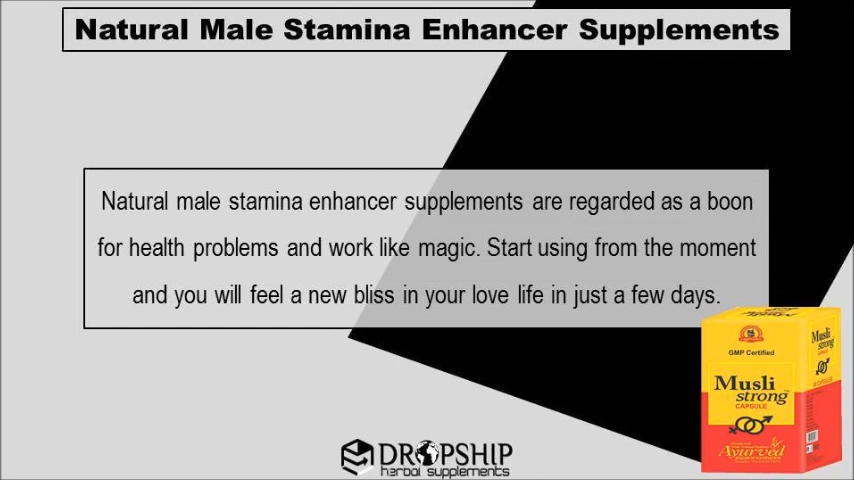 Natural Male Stamina Enhancer Supplements
Natural male stamina enhancer supplements are regarded as a boon
for health problems and work like magic. Start using from the moment
and you will feel a new bliss in your love life in just a few days.
GMP Certified
Musli
strong
CAPSULE
Ayurved
Musli
strong
DROPSHIP
herbal supplements